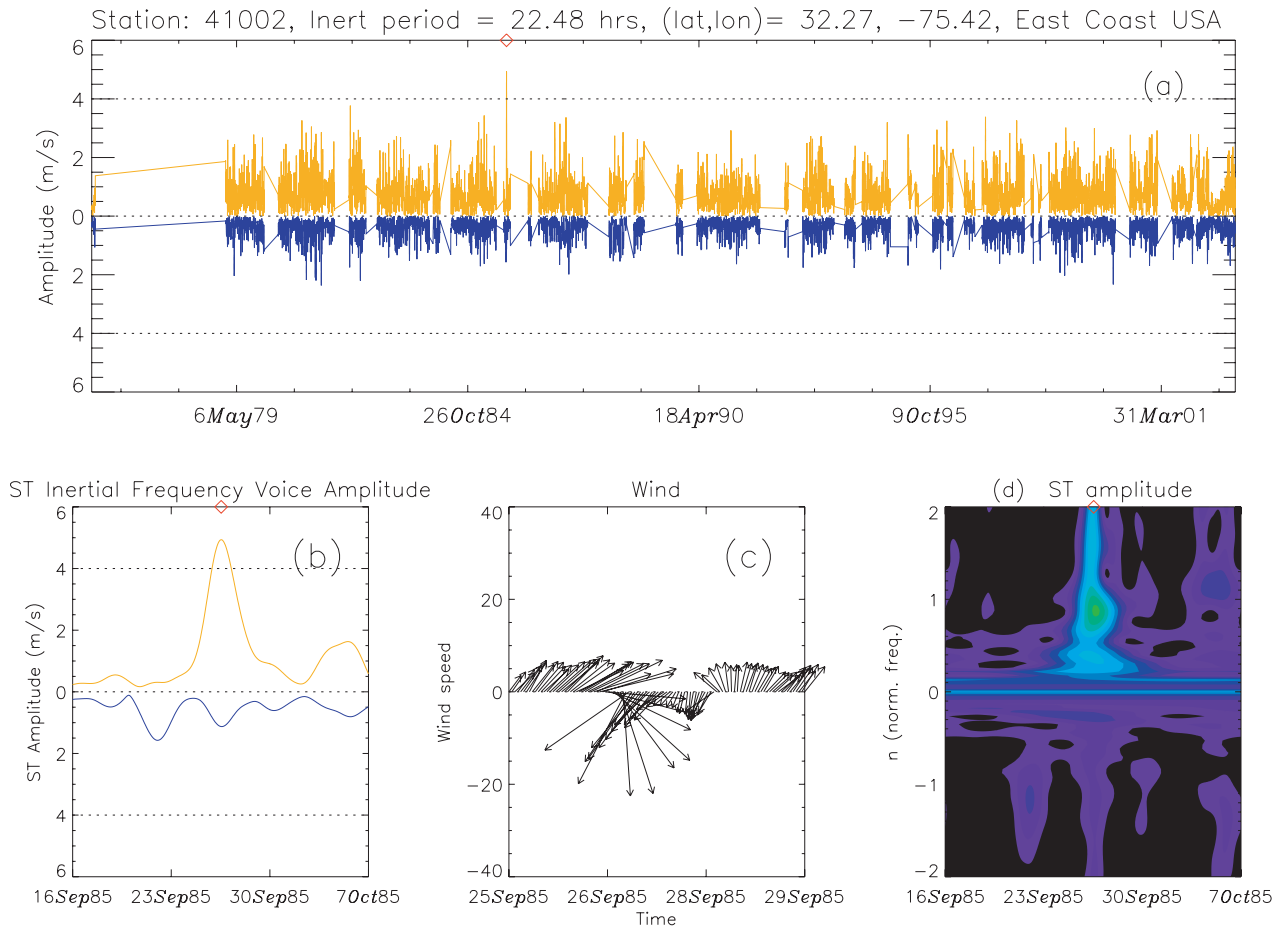 Station: 41002, Inert period = 22.48 hrs, (lat,lon)= 32.27, -75.42, East Coast USA
(a)
Amplitude (m/s)
6
4
2
0
2
4
6
6May79
26Oct84
18Apr90
9Oct95
31Mar01
ST Inertial Frequency Voice Amplitude
(b)
ST Amplitude (m/s)
6
4
2
0
2
4
6
16Sep85
23Sep85
30Sep85
7Oct85
Wind
(c)
Wind speed
40
20
0
-20
-40
25Sep85
26Sep85
28Sep85
29Sep85
Time
(d) ST amplitude
n (norm. freq.)
2
1
0
-1
-2
16Sep85
23Sep85
30Sep85
7Oct85